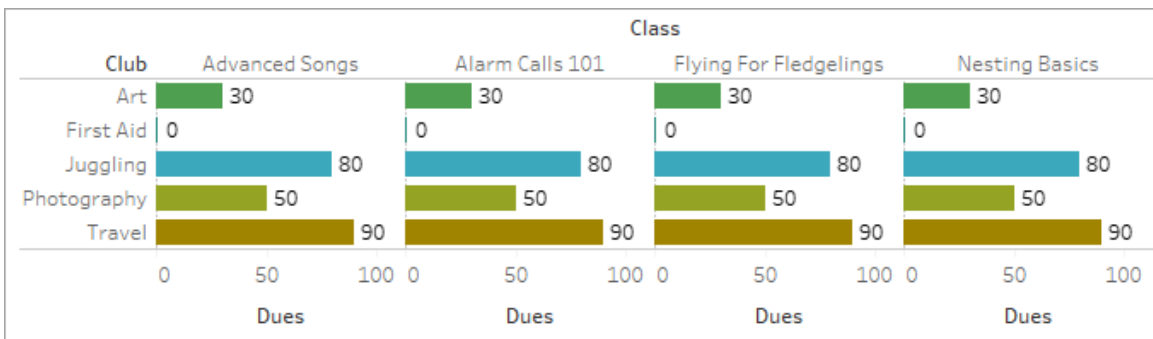 Class
Club Advanced Songs Alarm Calls 101 Flying For Fledgelings Nesting Basics
Art 30 30 30 30
First Aid 0 0 0 0
Juggling 80 80 80 80
Photography 50 50 50 50
Travel 90 90 90 90
0 50 100 0 50 100 0 50 100 0 50 100
Dues Dues Dues Dues